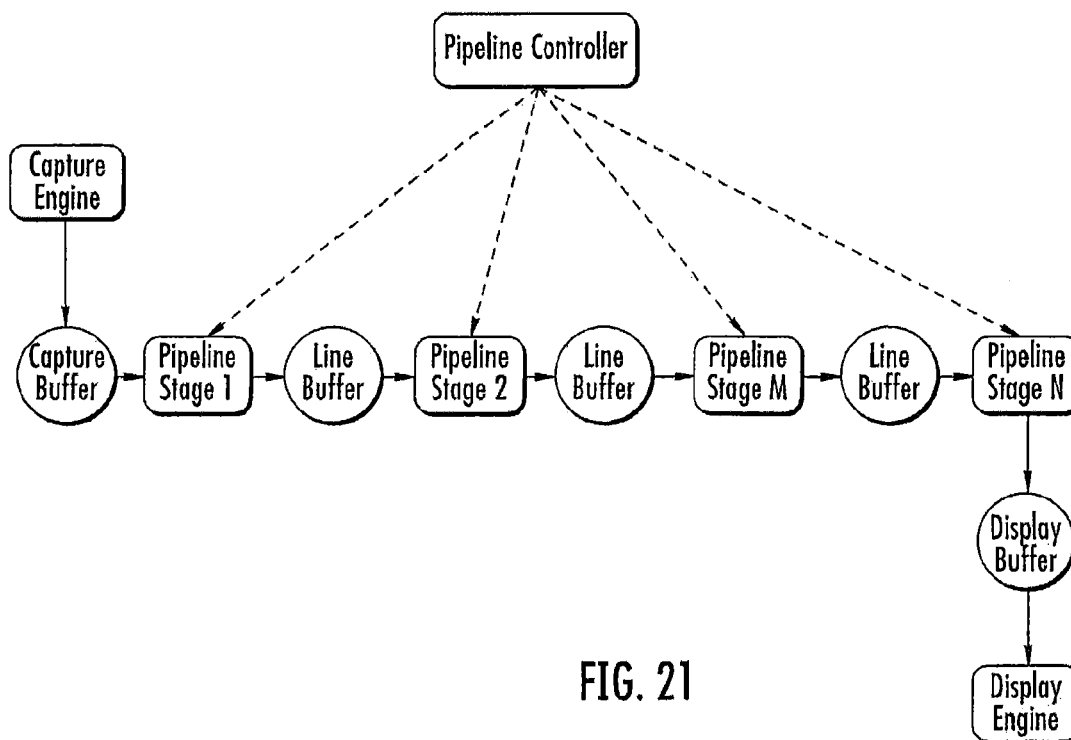 Pipeline Controller
Capture
Engine
Capture
Buffer
Pipeline
Stage 1
Line
Buffer
Pipeline
Stage 2
Line
Buffer
Pipeline
Stage M
Line
Buffer
Pipeline
Stage N
Display
Buffer
Display
Engine
FIG. 21